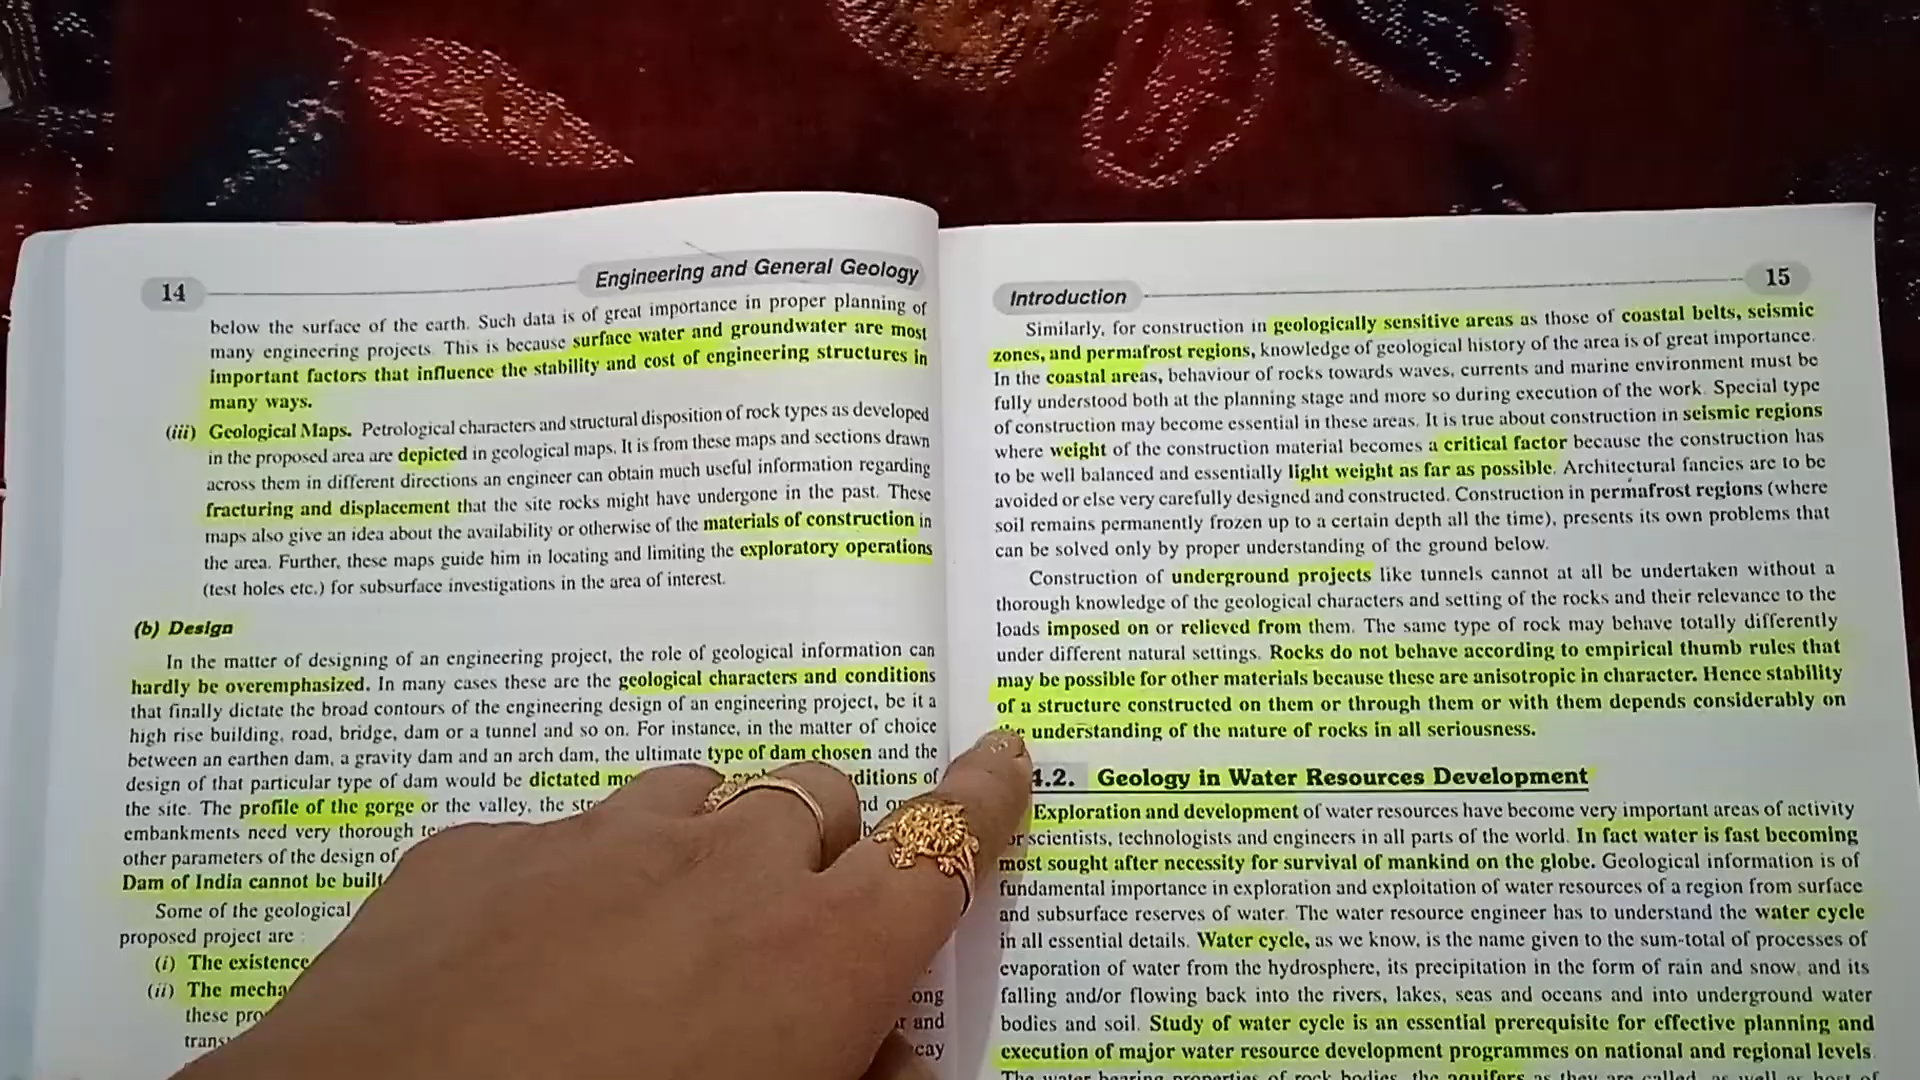 14
Engineering and General Geology
below the surface of the earth. Such data is of great importance in proper planning of
many engineering projects. This is because surface water and groundwater are most
important factors that influence the stability and cost of engineering structures in
many ways.
(iii) Geological Maps. Petrological characters and structural disposition of rock types as developed
in the proposed area are depicted in geological maps. It is from these maps and sections drawn
across them in different directions an engineer can obtain much useful information regarding
fracturing and displacement that the site rocks might have undergone in the past. These
maps also give an idea about the availability or otherwise of the materials of construction in
the area. Further, these maps guide him in locating and limiting the exploratory operations
(test holes etc.) for subsurface investigations in the area of interest.
(b) Design
In the matter of designing of an engineering project, the role of geological information can
hardly be overemphasized. In many cases these are the geological characters and conditions
that finally dictate the broad contours of the engineering design of an engineering project, be it a
high rise building, road, bridge, dam or a tunnel and so on. For instance, in the matter of choice
between an earthen dam, a gravity dam and an arch dam, the ultimate type of dam chosen and the
design of that particular type of dam would be dictated
the site. The profile of the gorge or the valley, the
embankments need very thorough
other parameters of the design of
Dam of India cannot be built
Some of the geological
proposed project are :
(i) The existence
(ii) The
these
and
Introduction
15
Similarly, for construction in geologically sensitive areas as those of coastal belts, seismic
zones, and permafrost regions, knowledge of geological history of the area is of great importance.
In the coastal areas, behaviour of rocks towards waves, currents and marine environment must be
fully understood both at the planning stage and more so during execution of the work. Special type
of construction may become essential in these areas. It is true about construction in seismic regions
where weight of the construction material becomes a critical factor because the construction has
to be well balanced and essentially light weight as far as possible. Architectural fancies are to be
avoided or else very carefully designed and constructed. Construction in permafrost regions (where
soil remains permanently frozen up to a certain depth all the time), presents its own problems that
can be solved only by proper understanding of the ground below.
Construction of underground projects like tunnels cannot at all be undertaken without a
thorough knowledge of the geological characters and setting of the rocks and their relevance to the
loads imposed on or relieved from them. The same type of rock may behave totally differently
under different natural settings. Rocks do not behave according to empirical thumb rules that
may be possible for other materials because these are anisotropic in character. Hence stability
of a structure constructed on them or through them or with them depends considerably on
understanding of the nature of rocks in all seriousness.
4.2. Geology in Water Resources Development
Exploration and development of water resources have become very important areas of activity
scientists, technologists and engineers in all parts of the world. In fact water is fast becoming
most sought after necessity for survival of mankind on the globe. Geological information is of
fundamental importance in exploration and exploitation of water resources of a region from surface
and subsurface reserves of water. The water resource engineer has to understand the water cycle
in all essential details. Water cycle, as we know, is the name given to the sum-total of processes of
evaporation of water from the hydrosphere, its precipitation in the form of rain and snow, and its
falling and/or flowing back into the rivers, lakes, seas and oceans and into underground water
bodies and soil. Study of water cycle is an essential prerequisite for effective planning and
execution of major water resource development programmes on national and regional levels.
The water bearing properties of rock bodies, the aquifers as they are called, as well as host of